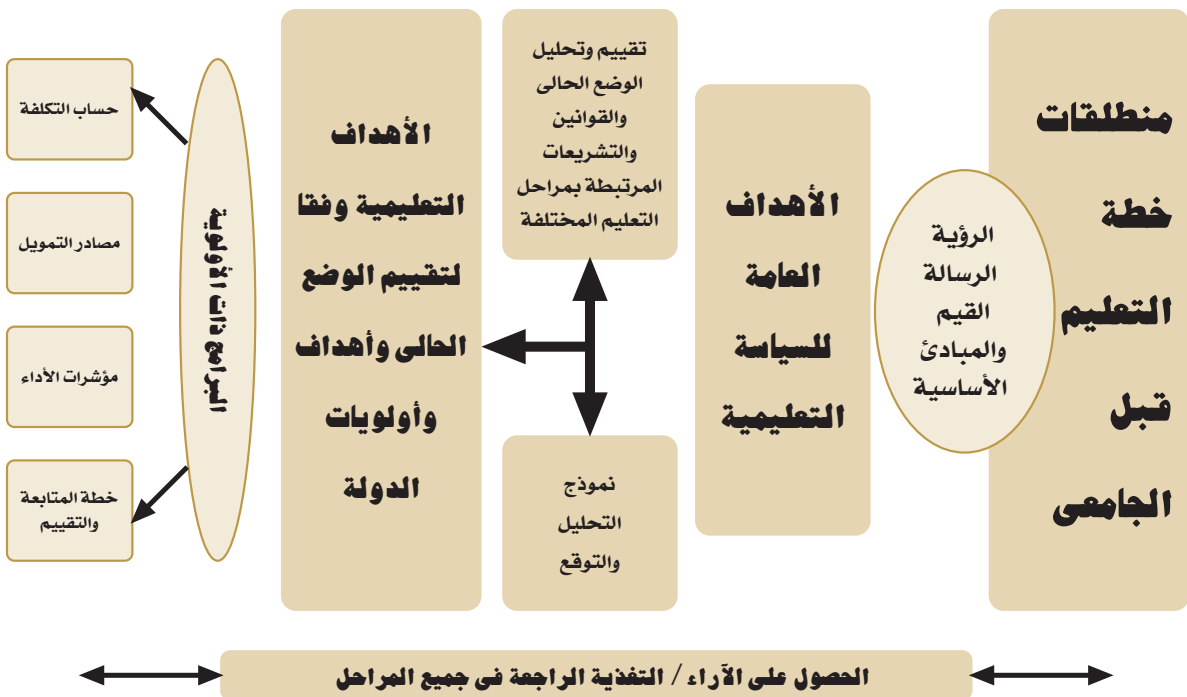 منطلقات
خطة
التعليم
قبل
الجامعى
الرؤية
الرسالة
القيم
والمبادئ
الأساسية
الأهداف
العامة
للسياسة
التعليمية
تقييم وتحليل
الوضع الحالى
والقوانين
والتشريعات
المرتبطة بمراحل
التعليم المختلفة
نموذج
التحليل
والتوقع
الأهداف
التعليمية وفقا
لتقييم الوضع
الحالى وأهداف
وأولويات
الدولة
البرامج ذات الأولوية
حساب التكلفة
مصادر التمويل
مؤشرات الأداء
خطة المتابعة
والتقييم
الحصول على الآراء / التغذية الراجعة فى جميع المراحل